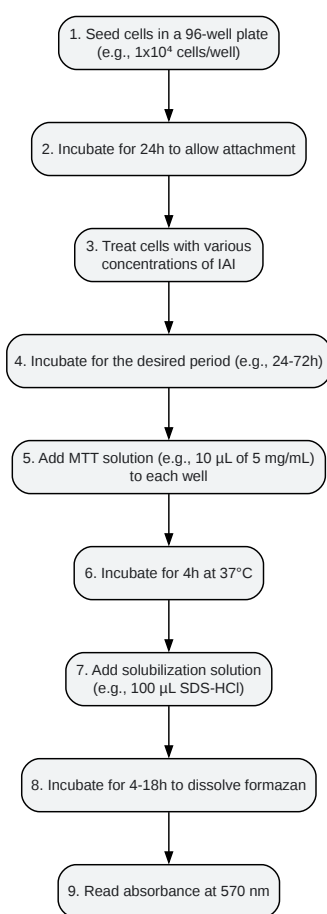 1. Seed cells in a 96-well plate
(e.g., 1x10⁴ cells/well)
2. Incubate for 24h to allow attachment
3. Treat cells with various
concentrations of IAI
4. Incubate for the desired period (e.g., 24-72h)
5. Add MTT solution (e.g., 10 µL of 5 mg/mL)
to each well
6. Incubate for 4h at 37°C
7. Add solubilization solution
(e.g., 100 µL SDS-HCl)
8. Incubate for 4-18h to dissolve formazan
9. Read absorbance at 570 nm